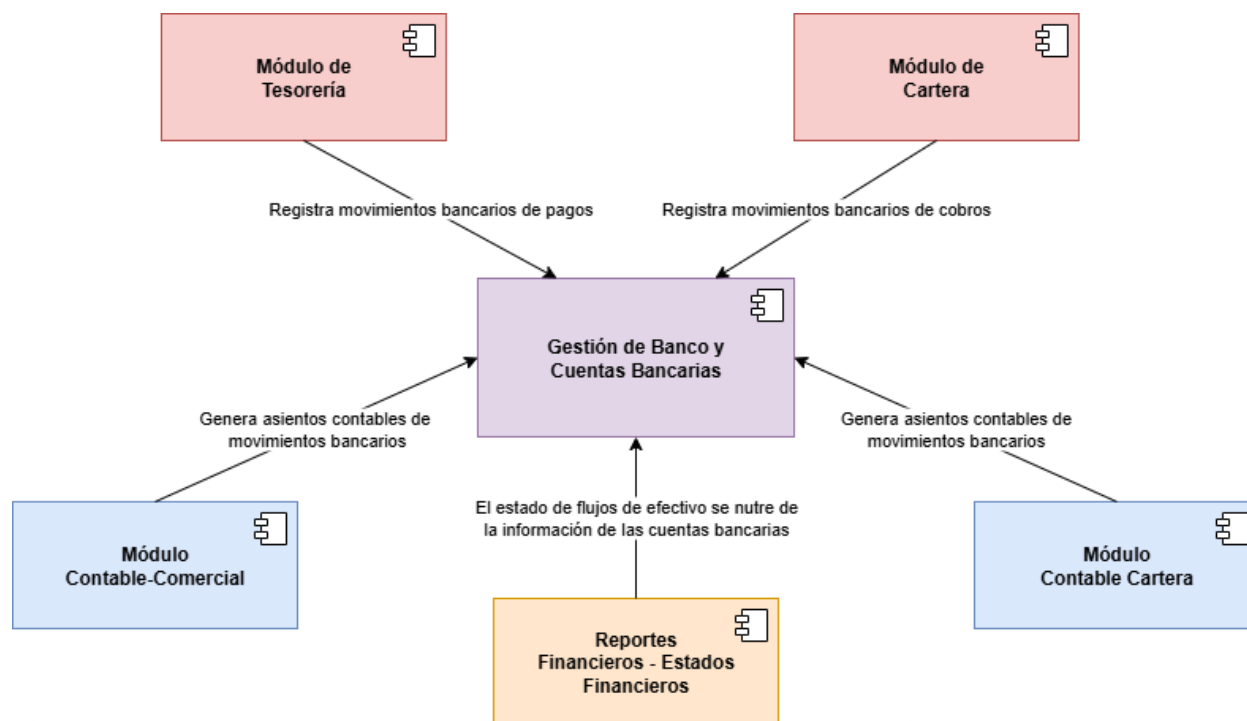 Módulo de
Tesorería
Módulo de
Cartera
Registra movimientos bancarios de pagos
Registra movimientos bancarios de cobros
Gestión de Banco y
Cuentas Bancarias
Genera asientos contables de
movimientos bancarios
Genera asientos contables de
movimientos bancarios
El estado de flujos de efectivo se nutre de
la información de las cuentas bancarias
Módulo
Contable-Comercial
Módulo
Contable Cartera
Reportes
Financieros - Estados
Financieros